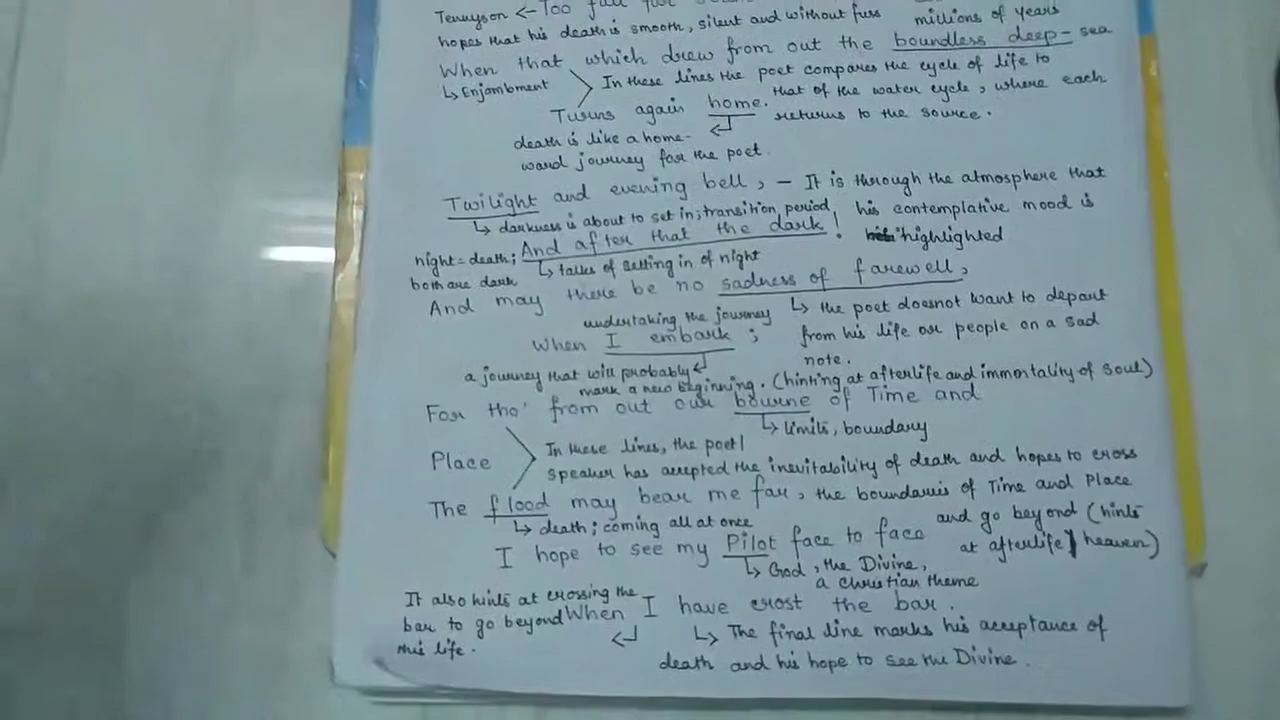 Tennyson ← Too full for
hopes that his death is smooth, silent and without fuss millions of years
When that which drew from out the boundless deep - sea
↳ Enjambment In these lines the poet compares the cycle of life to
that of the water cycle, where each
Turns again home. returns to the source.
death is like a home-
ward journey for the poet.
Twilight and evening bell, - It is through the atmosphere that
↳ darkness is about to set in; transition period his contemplative mood is
night = death; And after that the dark! highlighted
both are dark ↳ talks of setting in of night
And may there be no sadness of farewell,
undertaking the journey ↳ the poet doesnot want to depart
When I embark; from his life or people on a sad
note.
a journey that will probably
mark a new beginning. (hinting at afterlife and immortality of soul)
For tho' from out our bourne of Time and
↳ limits, boundary
Place In these lines, the poet/
speaker has accepted the inevitability of death and hopes to cross
The flood may bear me far, the boundaries of Time and Place
↳ death; coming all at once and go beyond (hints
I hope to see my Pilot face to face at afterlife/heaven)
↳ God, the Divine,
a Christian theme
It also hints at crossing the
bar to go beyond When I have crost the bar.
this life. ↳ The final line marks his acceptance of
death and his hope to see the Divine.